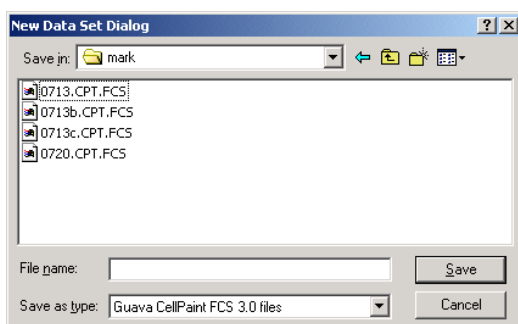 New Data Set Dialog
Save in: mark
0713.CPT.FCS
0713b.CPT.FCS
0713c.CPT.FCS
0720.CPT.FCS
File name: Save
Save as type: Guava CellPaint FCS 3.0 files Cancel